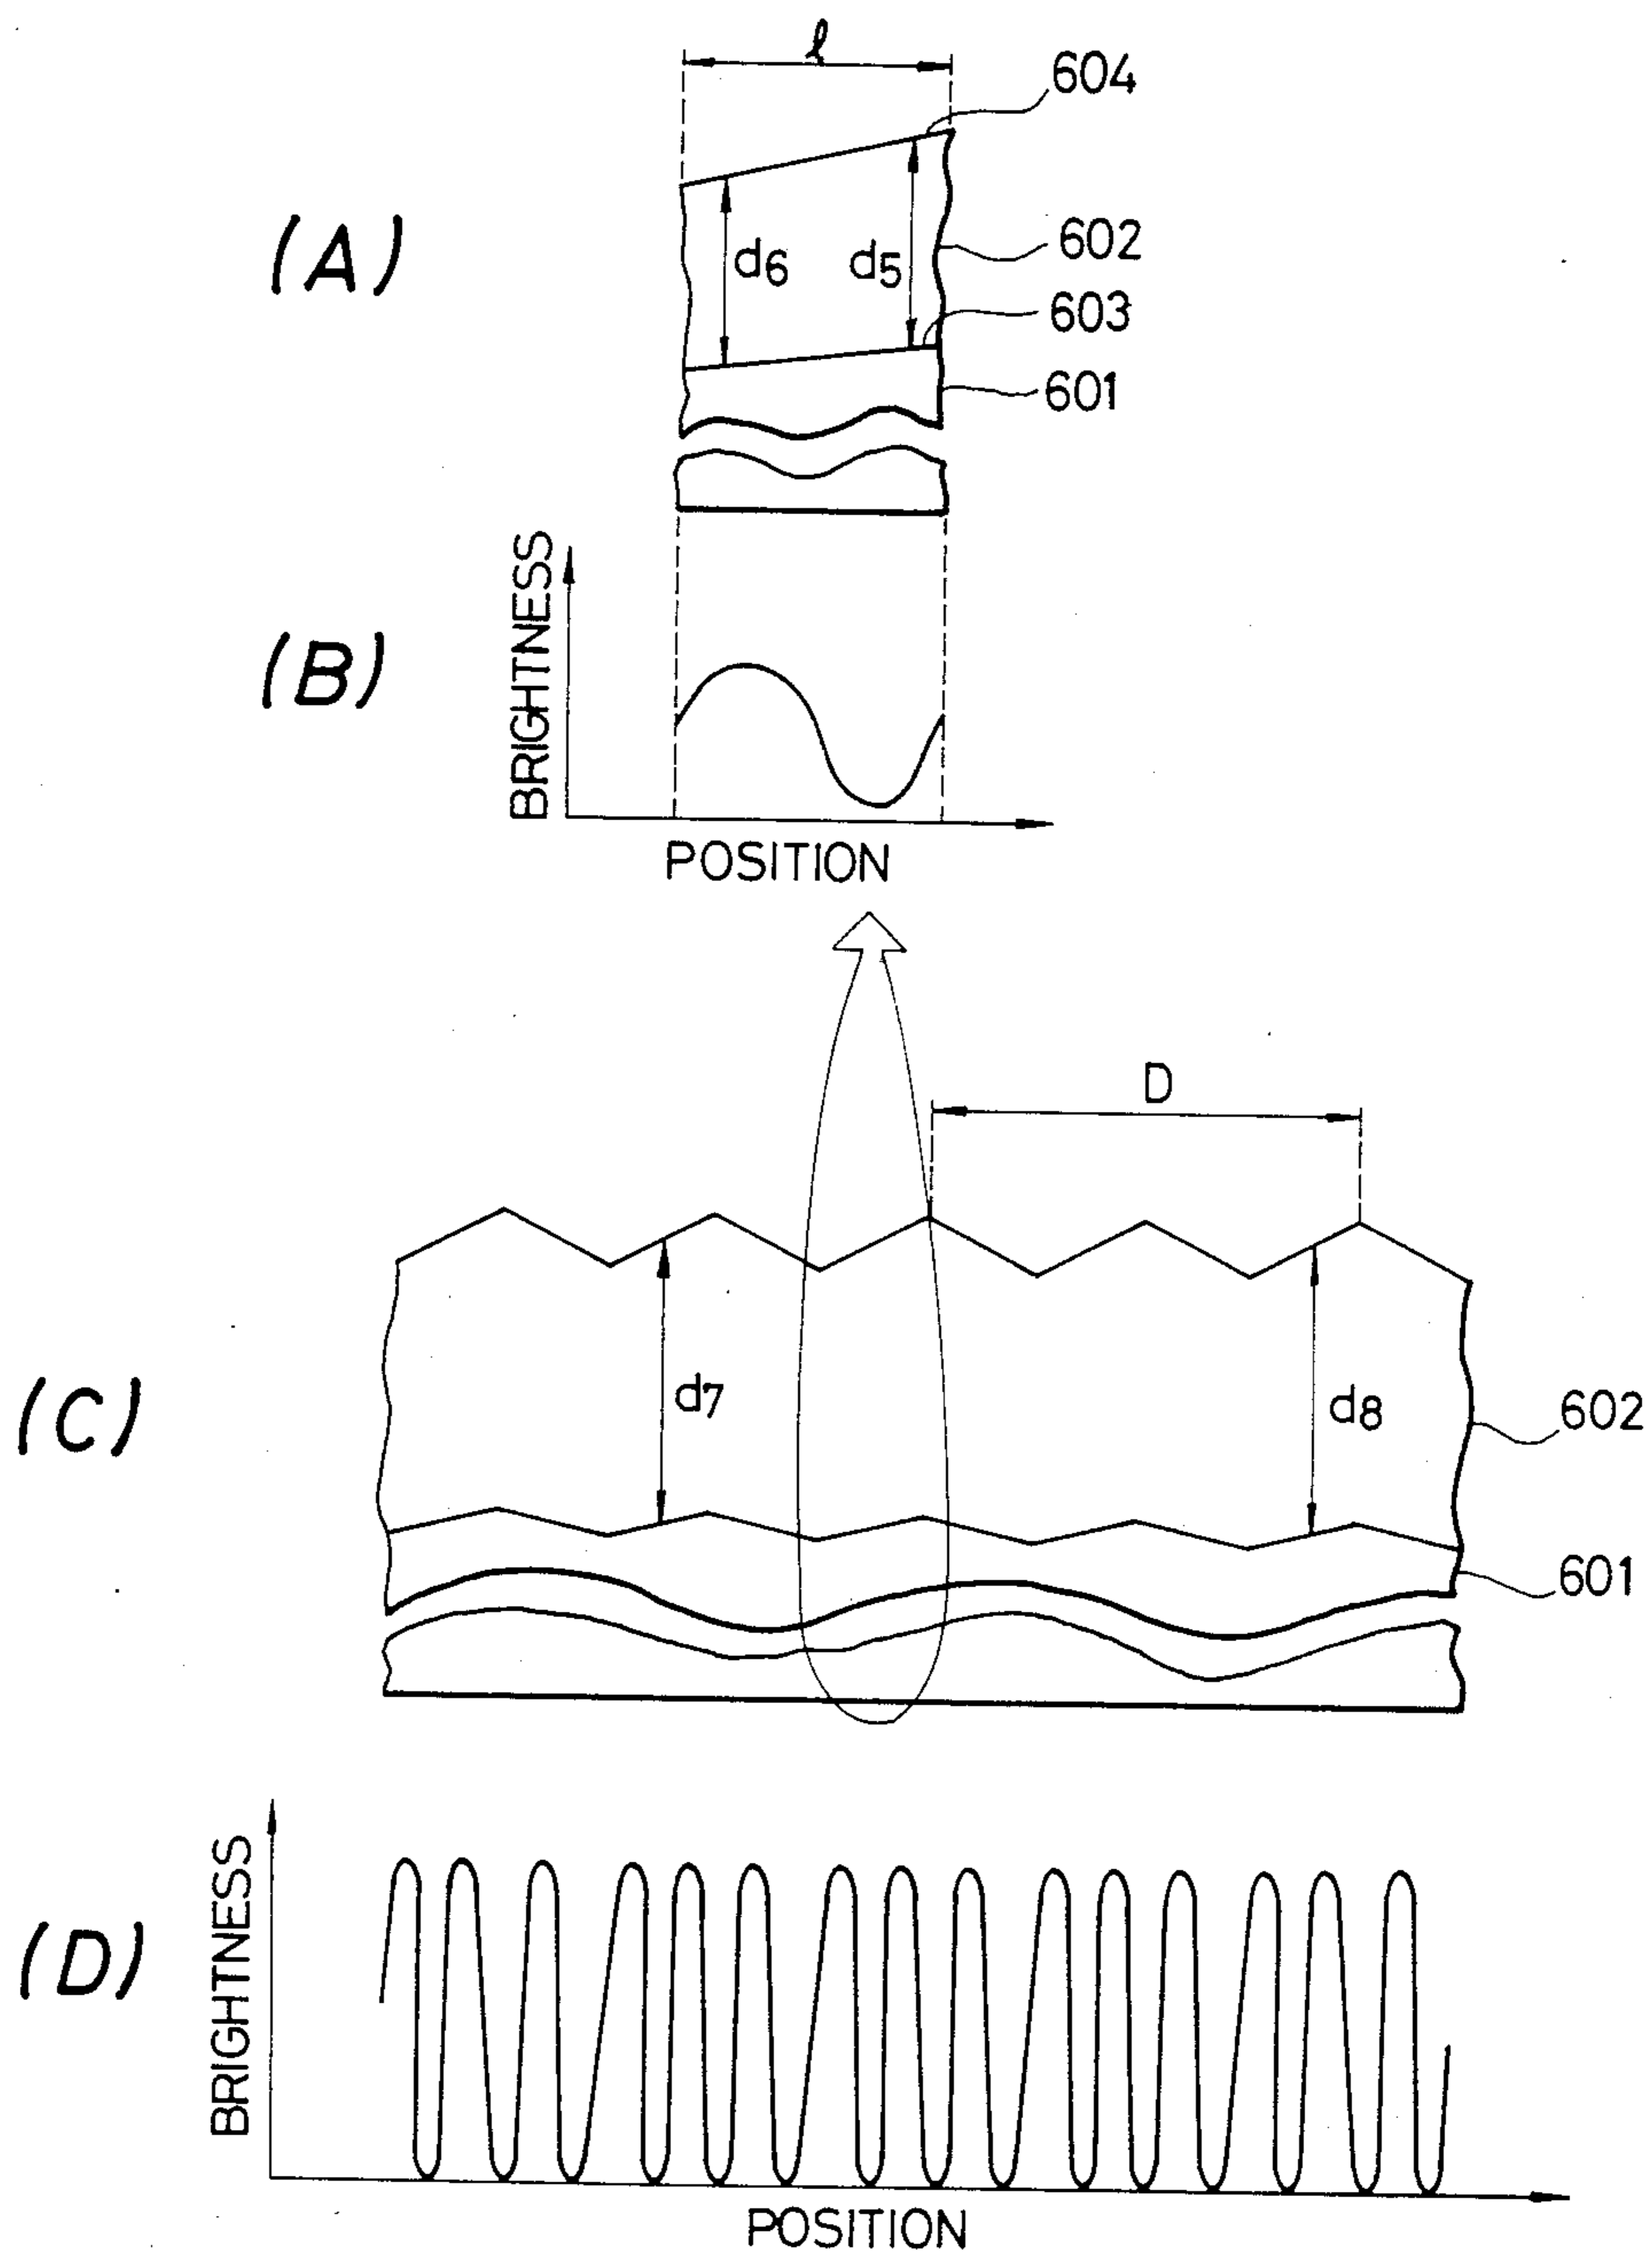 ℓ
604
(A)
d6
d5
602
603
601
(B)
BRIGHTNESS
POSITION
D
(C)
d7
d8
602
601
(D)
BRIGHTNESS
POSITION